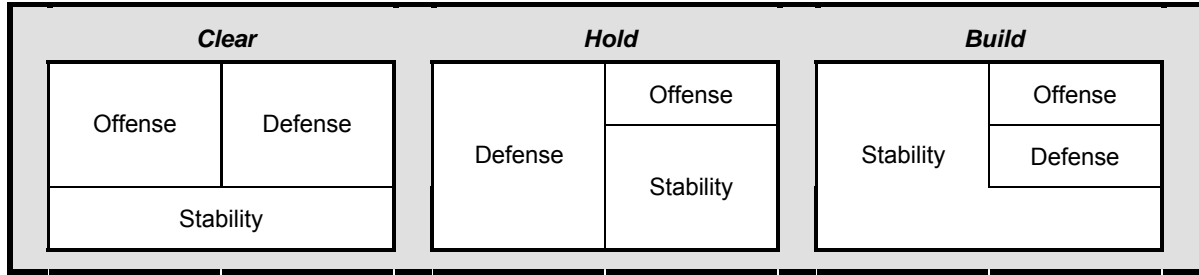 Clear
Hold
Build
Offense
Defense
Stability
Defense
Offense
Stability
Stability
Offense
Defense